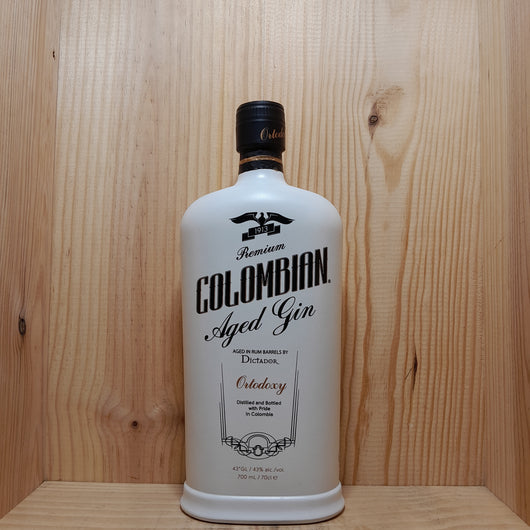 Ortodoxy
1913
Premium
COLOMBIAN
Aged Gin
AGED IN RUM BARRELS BY
DICTADOR
Ortodoxy
Distilled and Bottled
with Pride
in Colombia
43°GL / 43% alc./vol.
700 mL / 70cl e